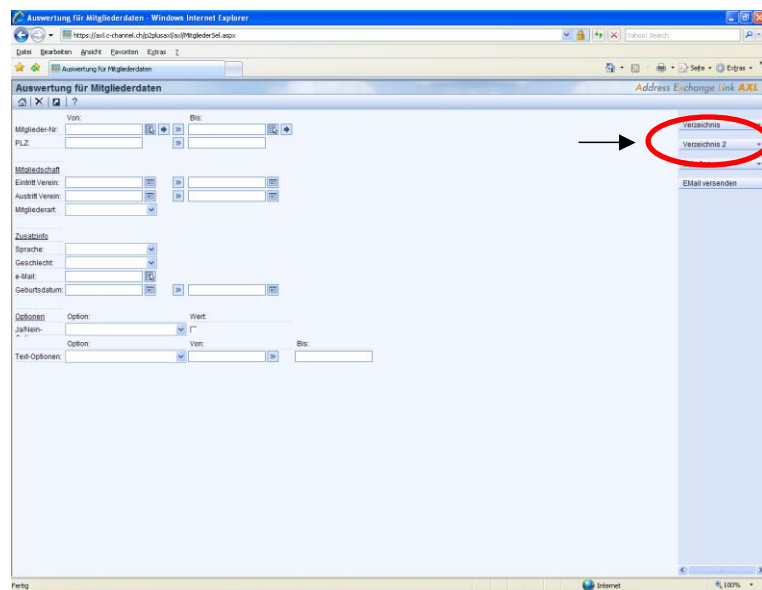 Auswertung für Mitgliederdaten - Windows Internet Explorer
https://axl.c-channel.ch/p2plusaxl/axl/MitgliederSel.aspx
Yahoo! Search
Datei Bearbeiten Ansicht Favoriten Extras ?
Auswertung für Mitgliederdaten
Seite Extras
Auswertung für Mitgliederdaten
Address Exchange Link AXL
?
Von: Bis:
Mitglieder-Nr:
PLZ:
Verzeichnis
Verzeichnis 2
EMail versenden
Mitgliedschaft
Eintritt Verein:
Austritt Verein:
Mitgliederart:
Zusatzinfo
Sprache:
Geschlecht:
e-Mail:
Geburtsdatum:
Optionen Option: Wert:
Ja/Nein-
Option: Von: Bis:
Text-Optionen:
Fertig
Internet
100%